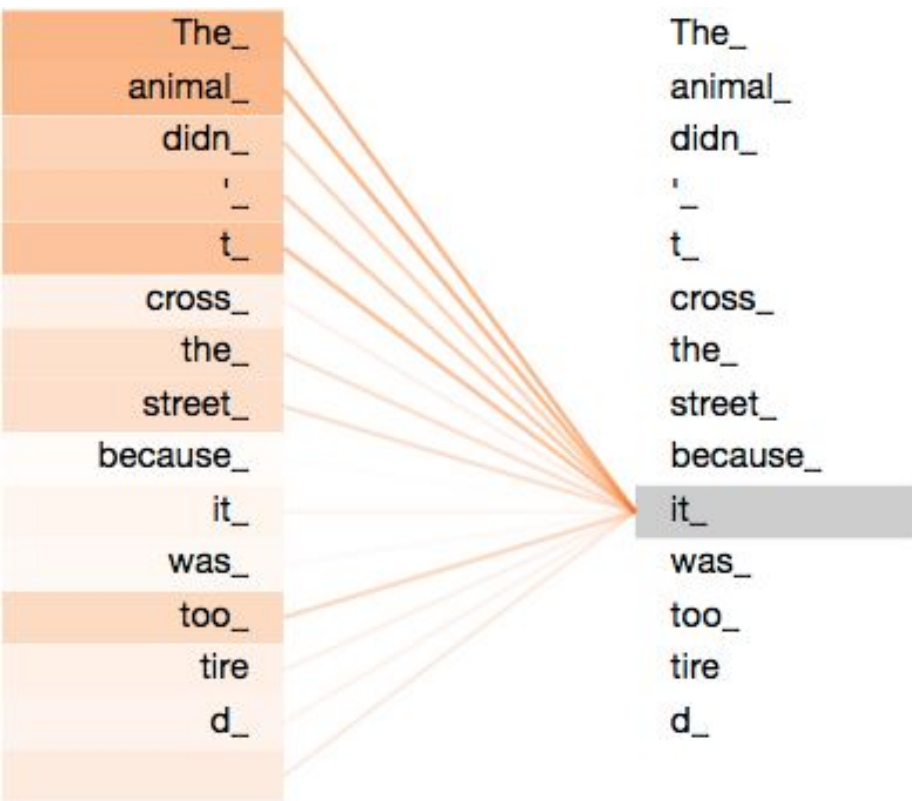 The_ The_
animal_ animal_
didn_ didn_
'_ '_
t_ t_
cross_ cross_
the_ the_
street_ street_
because_ because_
it_ it_
was_ was_
too_ too_
tire tire
d_ d_